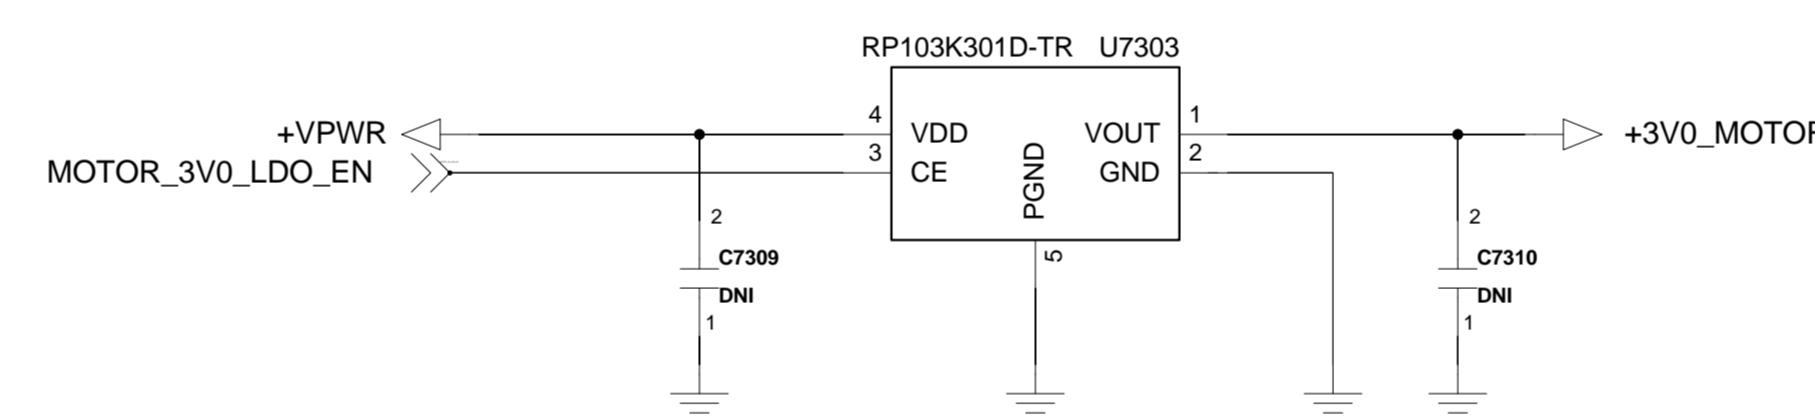 RP103K301D-TR U7303
+VPWR
MOTOR_3V0_LDO_EN
4
3
VDD
CE
PGND
VOUT
GND
1
2
5
+3V0_MOTOR
2
C7309
DNI
1
2
C7310
DNI
1